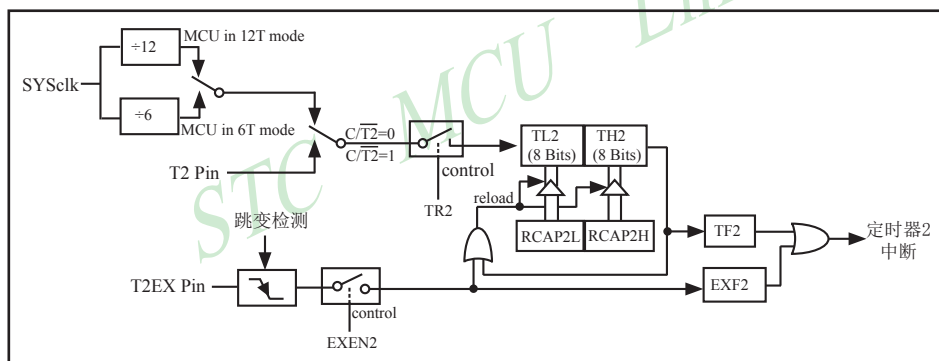 ÷12
MCU in 12T mode
SYSclk
÷6
MCU in 6T mode
C/T2=0
C/T2=1
T2 Pin
control
TR2
TL2
(8 Bits)
TH2
(8 Bits)
reload
RCAP2L
RCAP2H
TF2
定时器2
中断
跳变检测
T2EX Pin
control
EXEN2
EXF2
STC MCU Lim